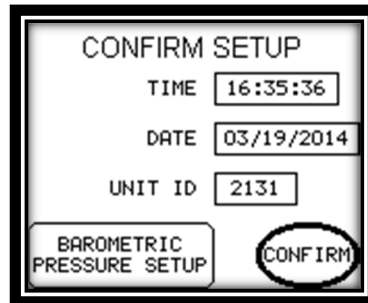 CONFIRM SETUP
TIME 16:35:36
DATE 03/19/2014
UNIT ID 2131
BAROMETRIC
PRESSURE SETUP
CONFIRM